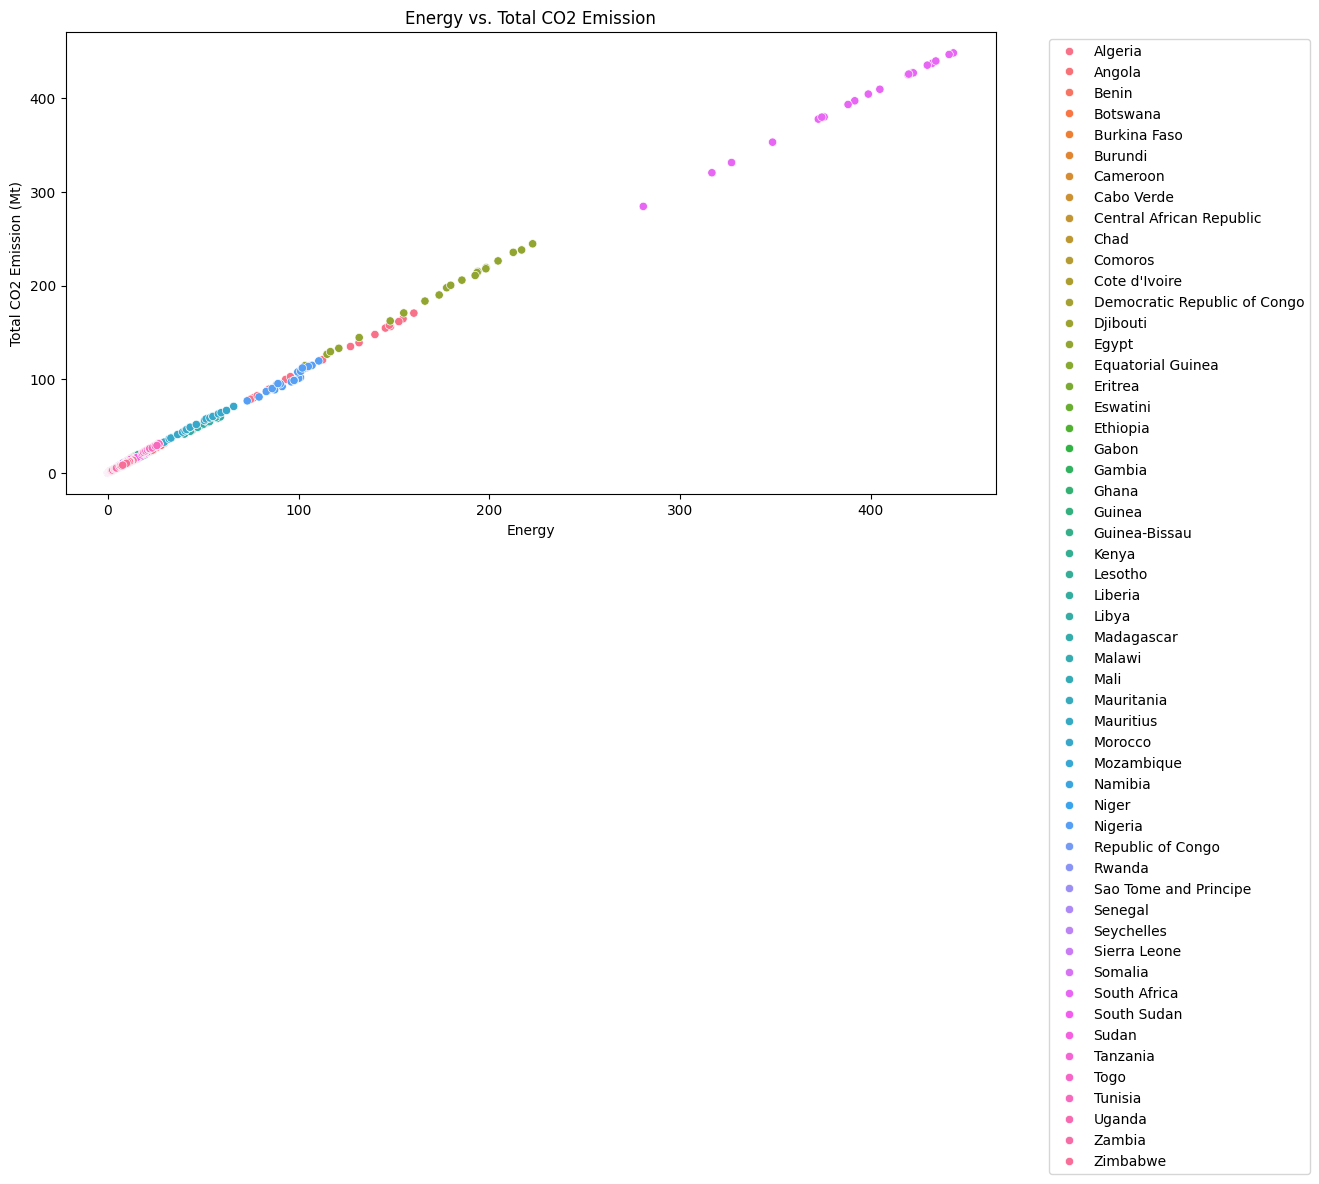 Energy vs. Total CO2 Emission
Total CO2 Emission (Mt)
400
300
200
100
0
0 100 200 300 400
Energy
Algeria
Angola
Benin
Botswana
Burkina Faso
Burundi
Cameroon
Cabo Verde
Central African Republic
Chad
Comoros
Cote d'Ivoire
Democratic Republic of Congo
Djibouti
Egypt
Equatorial Guinea
Eritrea
Eswatini
Ethiopia
Gabon
Gambia
Ghana
Guinea
Guinea-Bissau
Kenya
Lesotho
Liberia
Libya
Madagascar
Malawi
Mali
Mauritania
Mauritius
Morocco
Mozambique
Namibia
Niger
Nigeria
Republic of Congo
Rwanda
Sao Tome and Principe
Senegal
Seychelles
Sierra Leone
Somalia
South Africa
South Sudan
Sudan
Tanzania
Togo
Tunisia
Uganda
Zambia
Zimbabwe